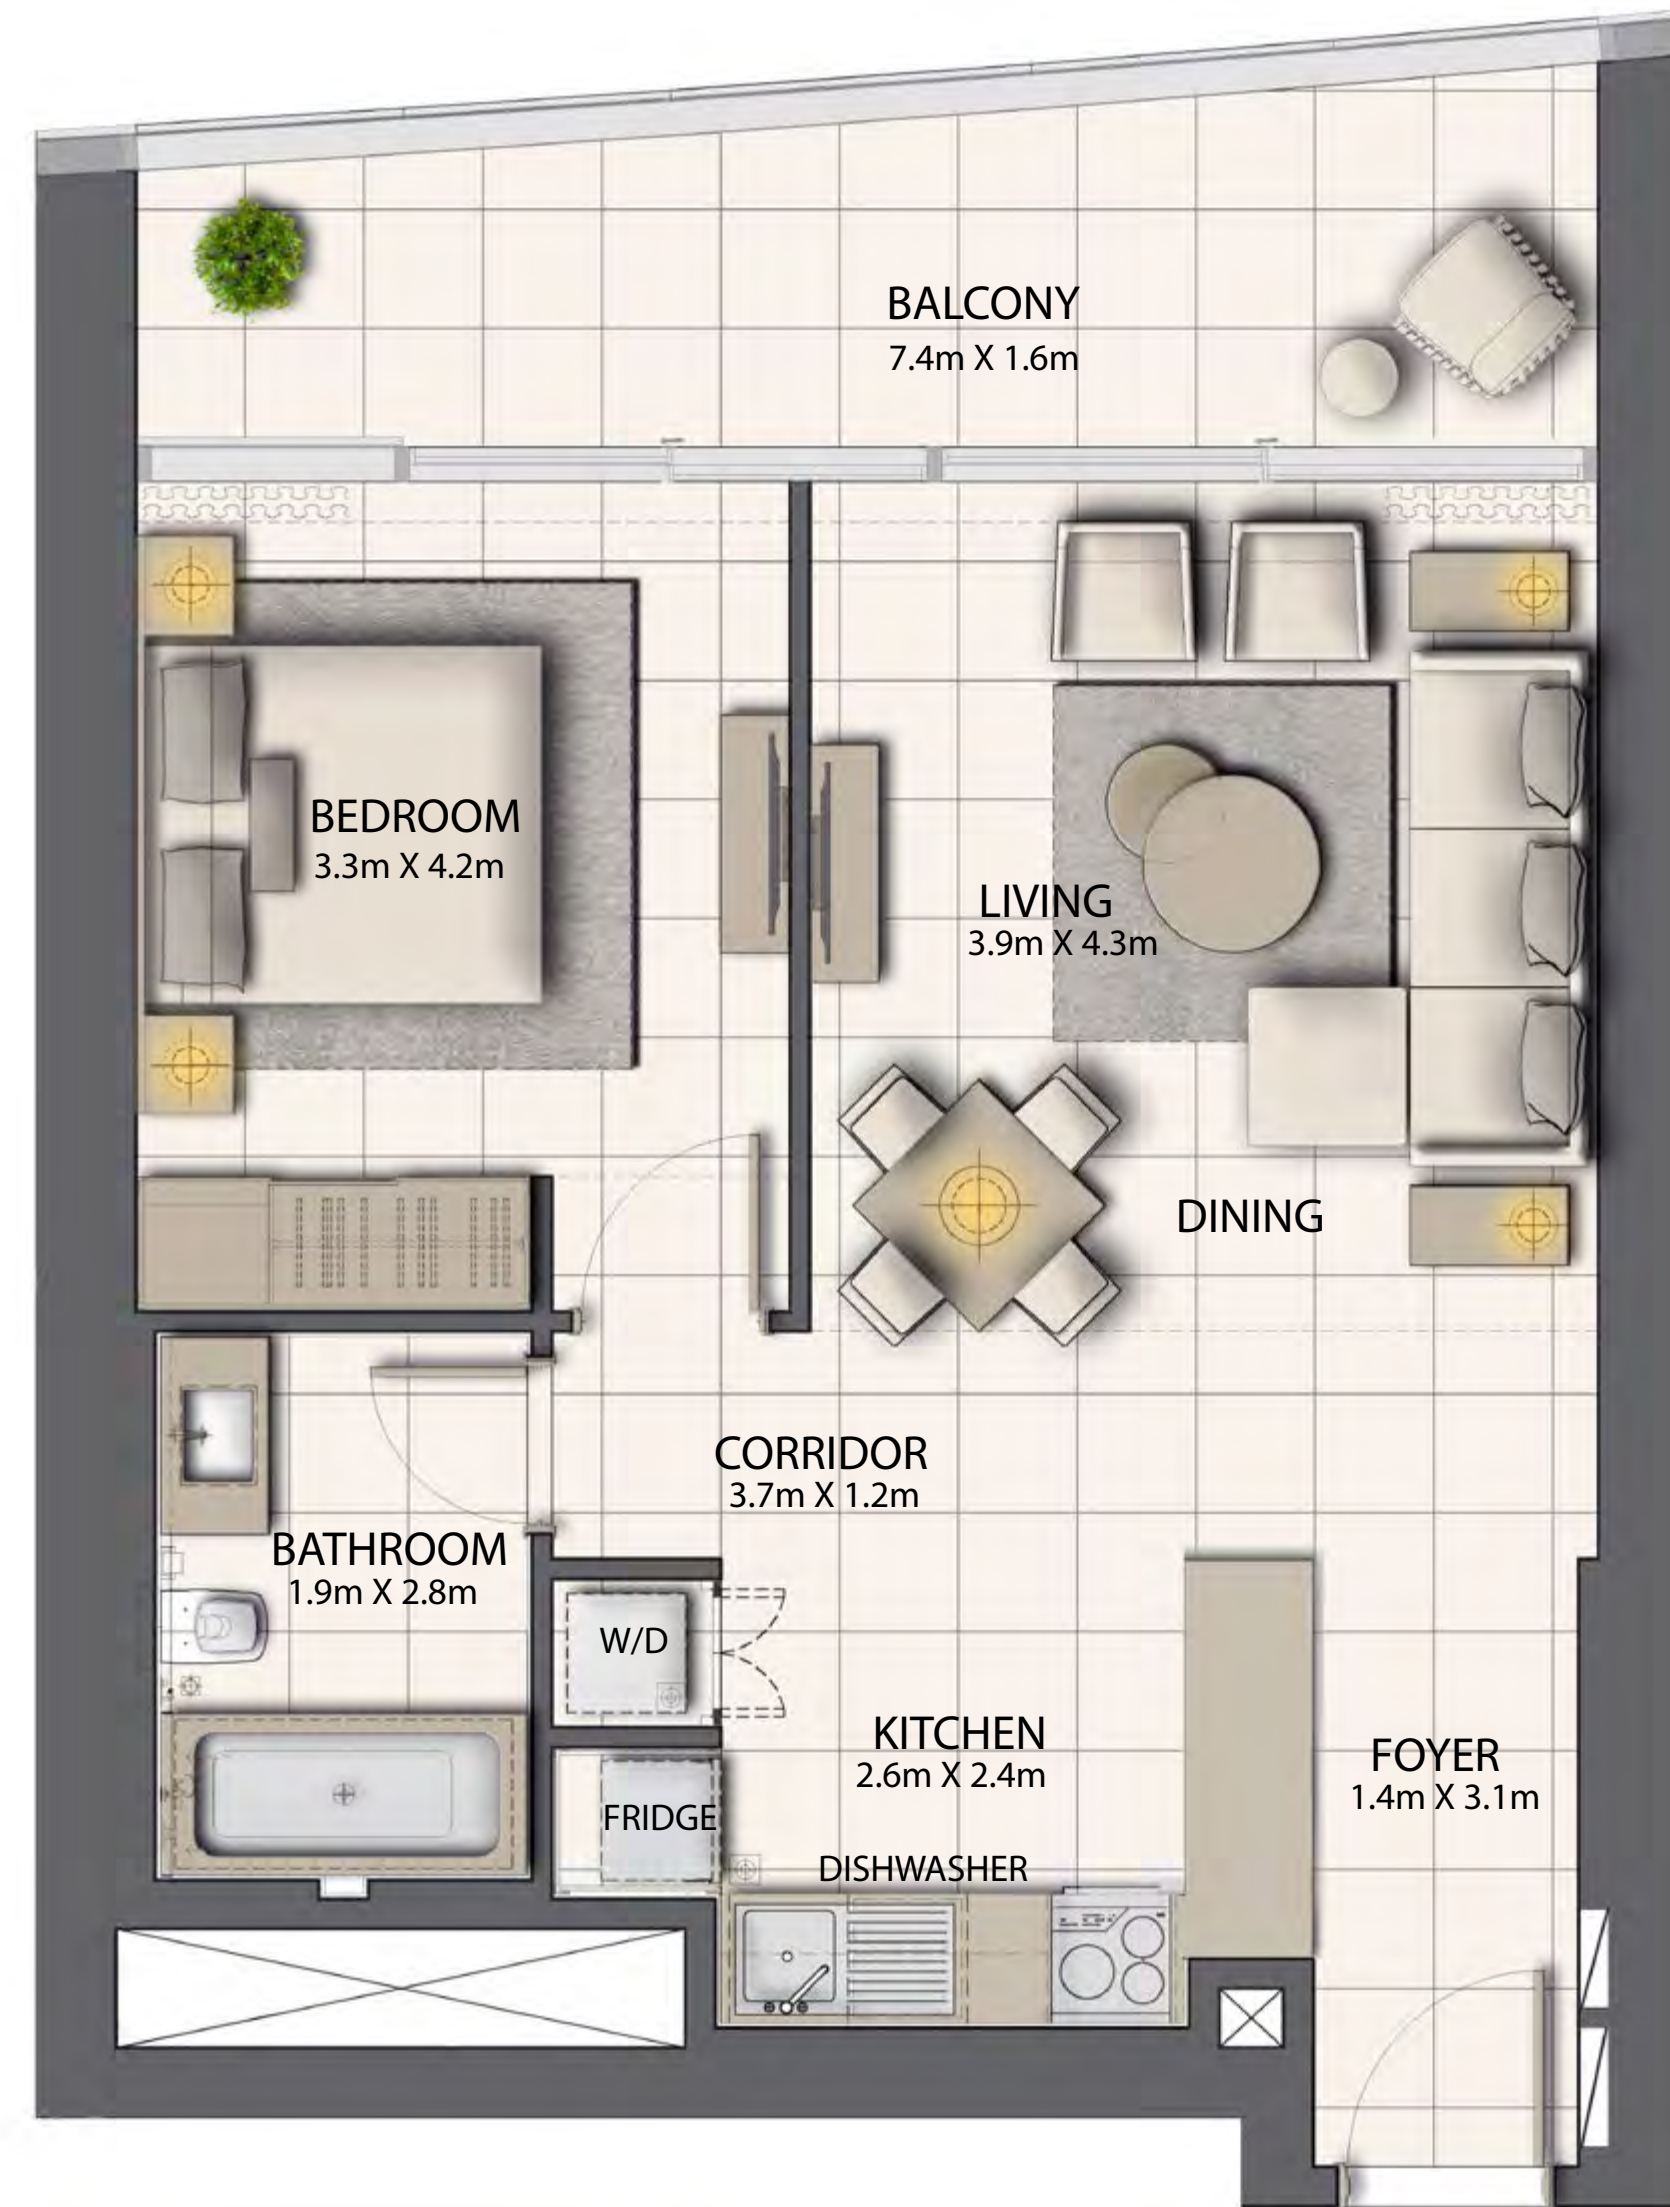 BALCONY
7.4m X 1.6m
BEDROOM
3.3m X 4.2m
LIVING
3.9m X 4.3m
DINING
CORRIDOR
3.7m X 1.2m
BATHROOM
1.9m X 2.8m
W/D
KITCHEN
2.6m X 2.4m
FOYER
1.4m X 3.1m
FRIDGE
DISHWASHER